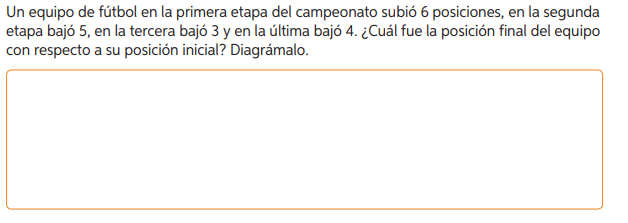 Un equipo de fútbol en la primera etapa del campeonato subió 6 posiciones, en la segunda
etapa bajó 5, en la tercera bajó 3 y en la última bajó 4. ¿Cuál fue la posición final del equipo
con respecto a su posición inicial? Diagrámalo.